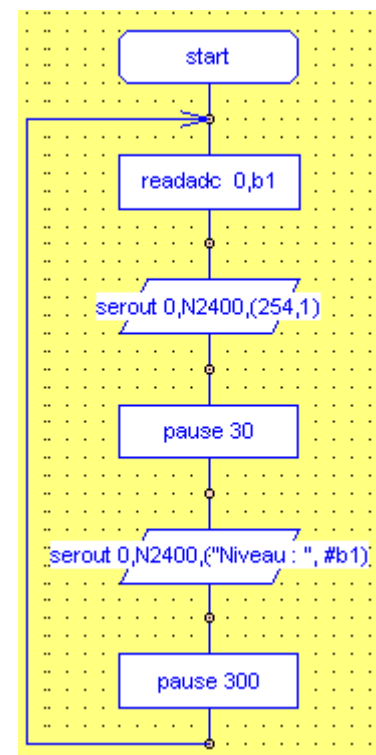 start
readadc 0,b1
serout 0,N2400,(254,1)
pause 30
serout 0,N2400,("Niveau : ", #b1)
pause 300